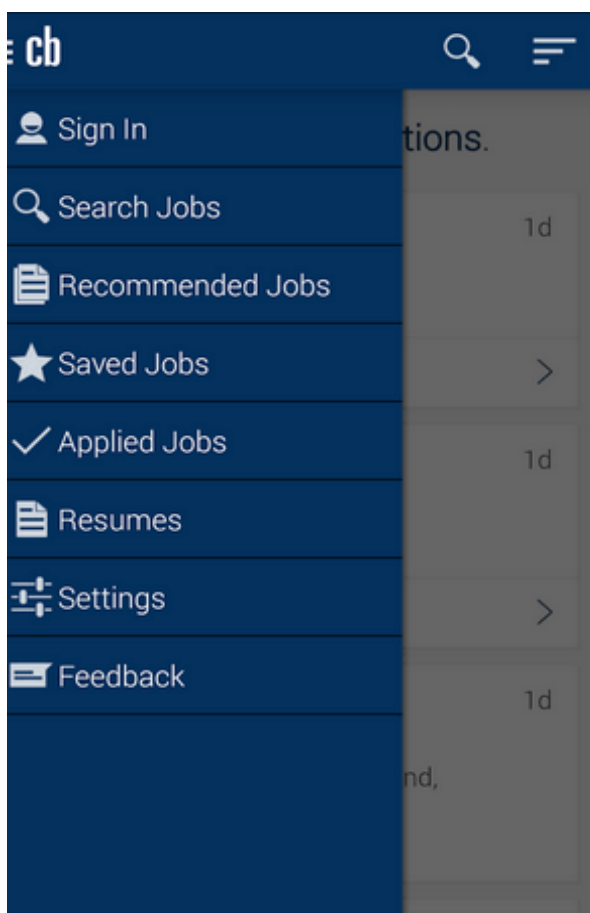 cb
Sign In
tions.
Search Jobs
1d
Recommended Jobs
Saved Jobs
Applied Jobs
1d
Resumes
Settings
Feedback
1d
nd,